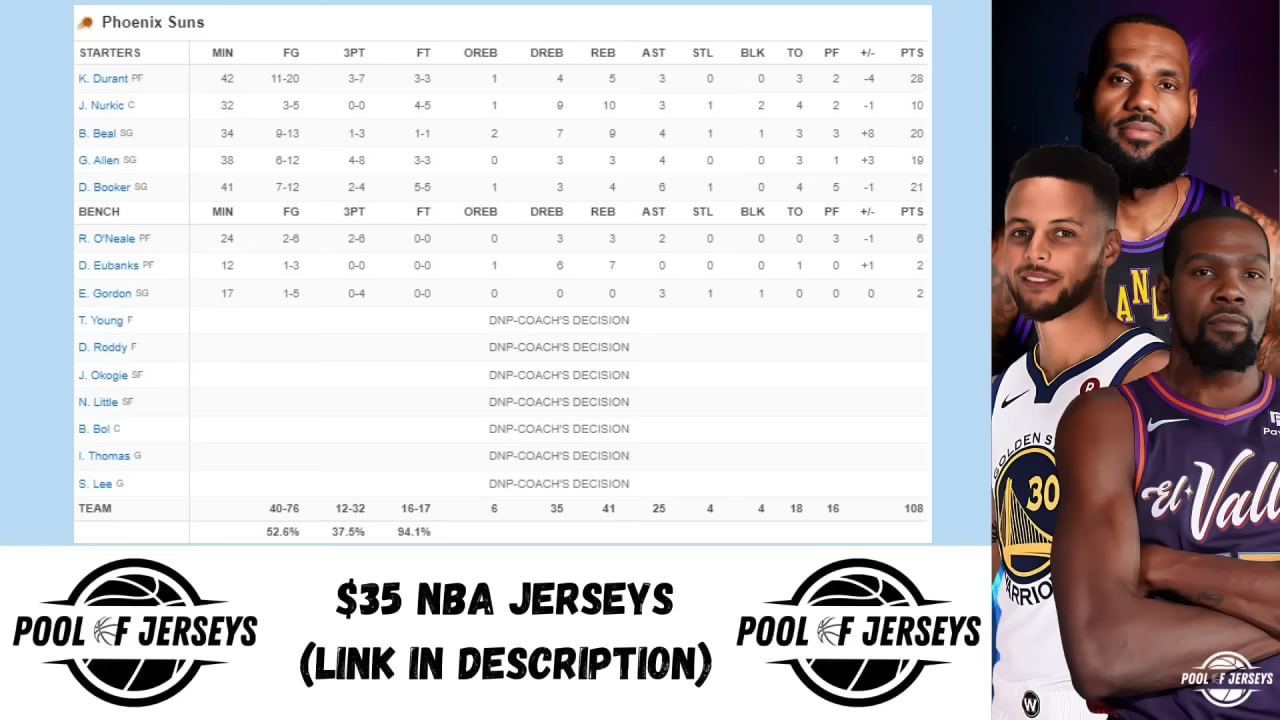 Phoenix Suns
STARTERS MIN FG 3PT FT OREB DREB REB AST STL BLK TO PF +/- PTS
K. Durant PF 42 11-20 3-7 3-3 1 4 5 3 0 0 3 2 -4 28
J. Nurkic C 32 3-5 0-0 4-5 1 9 10 3 1 2 4 2 -1 10
B. Beal SG 34 9-13 1-3 1-1 2 7 9 4 1 1 3 3 +8 20
G. Allen SG 38 6-12 4-8 3-3 0 3 3 4 0 0 3 1 +3 19
D. Booker SG 41 7-12 2-4 5-5 1 3 4 6 1 0 4 5 -1 21
BENCH MIN FG 3PT FT OREB DREB REB AST STL BLK TO PF +/- PTS
R. O'Neale PF 24 2-6 2-6 0-0 0 3 3 2 0 0 0 3 -1 6
D. Eubanks PF 12 1-3 0-0 0-0 1 6 7 0 0 0 1 0 +1 2
E. Gordon SG 17 1-5 0-4 0-0 0 0 0 3 1 1 0 0 0 2
T. Young F DNP-COACH'S DECISION
D. Roddy F DNP-COACH'S DECISION
J. Okogie SF DNP-COACH'S DECISION
N. Little SF DNP-COACH'S DECISION
B. Bol C DNP-COACH'S DECISION
I. Thomas G DNP-COACH'S DECISION
S. Lee G DNP-COACH'S DECISION
TEAM 40-76 12-32 16-17 6 35 41 25 4 4 18 16 108
52.6% 37.5% 94.1%
POOL OF JERSEYS
$35 NBA JERSEYS
(LINK IN DESCRIPTION)
POOL OF JERSEYS
R
GOLDEN S
30
ARRIO
W
El Vall
POOL OF JERSEYS